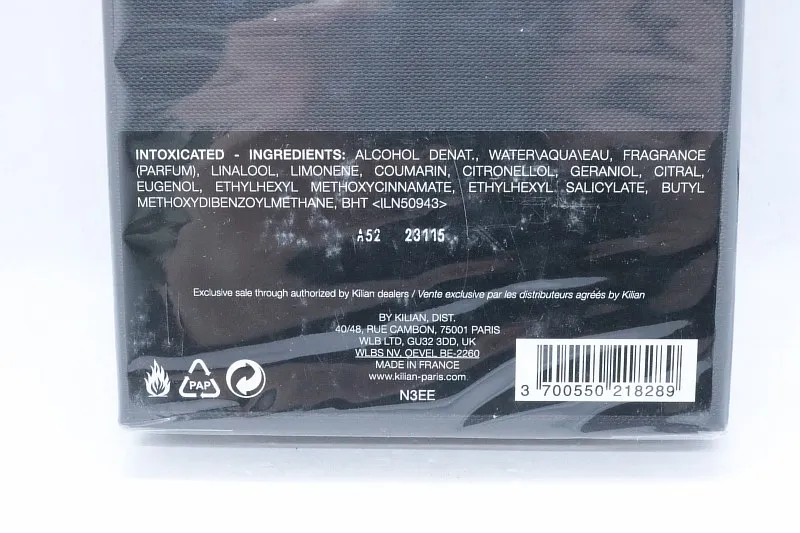 INTOXICATED - INGREDIENTS: ALCOHOL DENAT., WATER\AQUA\EAU, FRAGRANCE
(PARFUM), LINALOOL, LIMONENE, COUMARIN, CITRONELLOL, GERANIOL, CITRAL,
EUGENOL, ETHYLHEXYL METHOXYCINNAMATE, ETHYLHEXYL SALICYLATE, BUTYL
METHOXYDIBENZOYLMETHANE, BHT <ILN50943>
A52 23115
Exclusive sale through authorized by Kilian dealers / Vente exclusive par les distributeurs agréés by Kilian
BY KILIAN, DIST.
40/48, RUE CAMBON, 75001 PARIS
WLB LTD, GU32 3DD, UK
WLBS NV, OEVEL BE-2260
MADE IN FRANCE
www.kilian-paris.com
N3EE
PAP
3 700550 218289